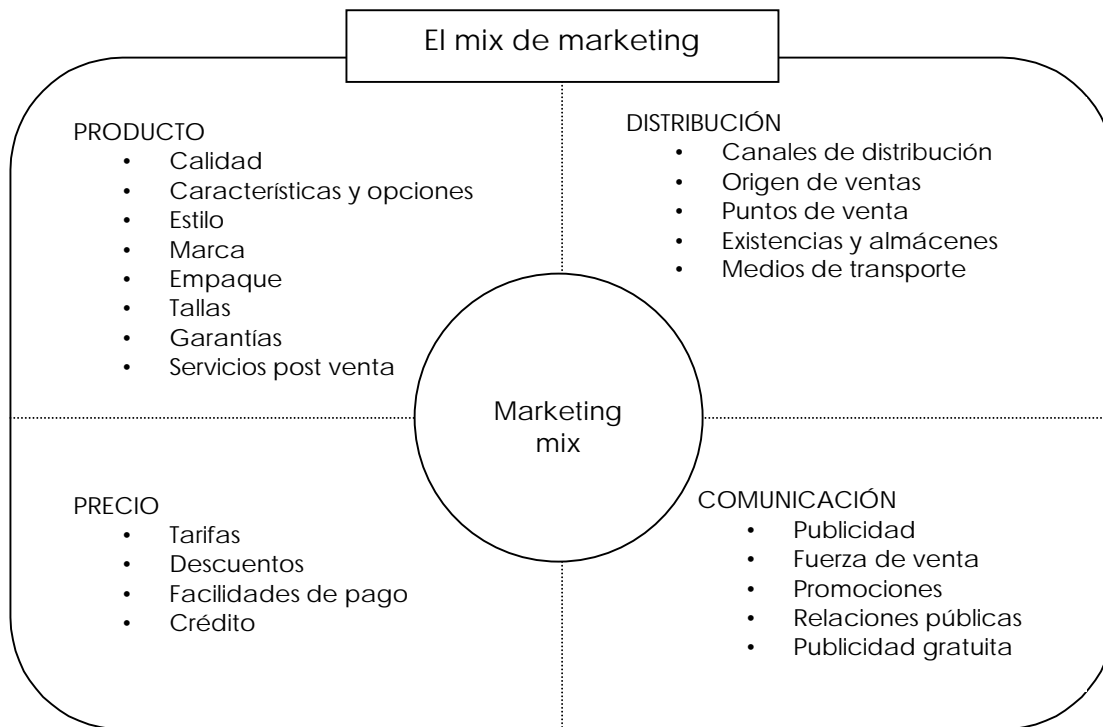 El mix de marketing
PRODUCTO
• Calidad
• Características y opciones
• Estilo
• Marca
• Empaque
• Tallas
• Garantías
• Servicios post venta
DISTRIBUCIÓN
• Canales de distribución
• Origen de ventas
• Puntos de venta
• Existencias y almácenes
• Medios de transporte
Marketing
mix
PRECIO
• Tarifas
• Descuentos
• Facilidades de pago
• Crédito
COMUNICACIÓN
• Publicidad
• Fuerza de venta
• Promociones
• Relaciones públicas
• Publicidad gratuita